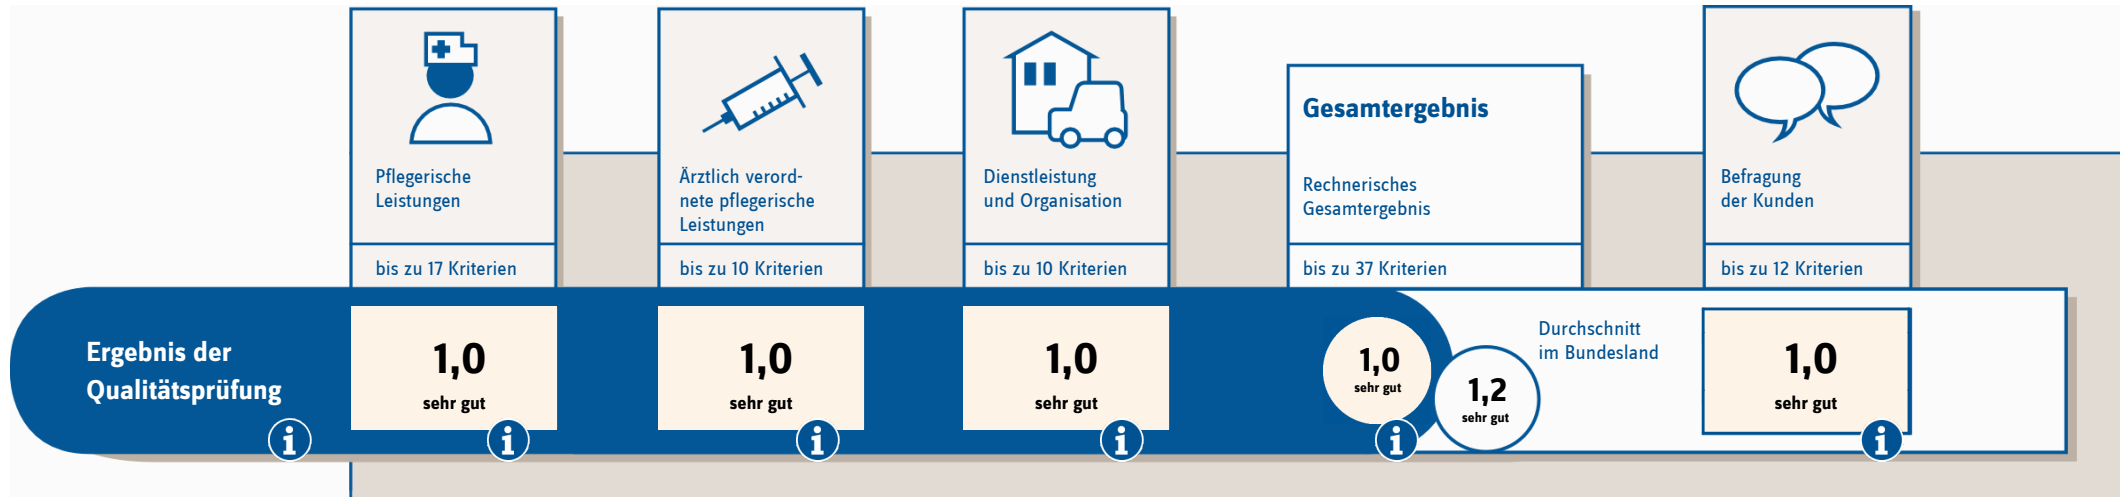 Pflegerische
Leistungen
bis zu 17 Kriterien
Ärztlich verord-
nete pflegerische
Leistungen
bis zu 10 Kriterien
Dienstleistung
und Organisation
bis zu 10 Kriterien
Gesamtergebnis
Rechnerisches
Gesamtergebnis
bis zu 37 Kriterien
Befragung
der Kunden
bis zu 12 Kriterien
Ergebnis der
Qualitätsprüfung
i
1,0
sehr gut
i
1,0
sehr gut
i
1,0
sehr gut
i
1,0
sehr gut
i
1,2
sehr gut
Durchschnitt
im Bundesland
1,0
sehr gut
i